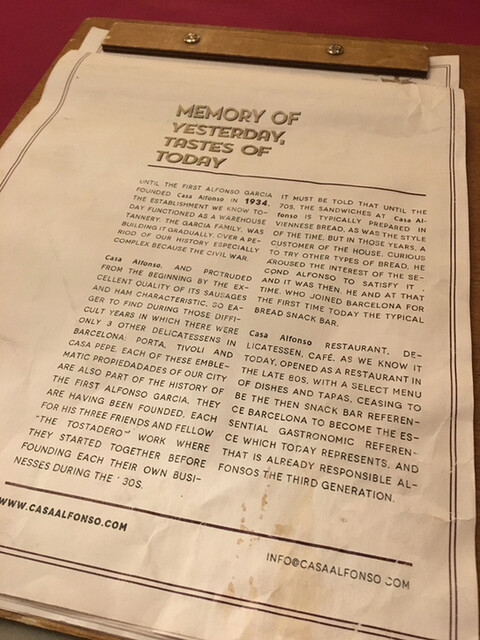 MEMORY OF
YESTERDAY,
TASTES OF
TODAY
UNTIL THE FIRST ALFONSO GARCIA
FOUNDED Casa Alfonso IN 1934,
THE ESTABLISHMENT WE KNOW TO-
DAY FUNCTIONED AS A WAREHOUSE
TANNERY. THE GARCIA FAMILY, WAS
BUILDING IT GRADUALLY, OVER A PE-
RIOD OF OUR HISTORY ESPECIALLY
COMPLEX BECAUSE THE CIVIL WAR.
Casa Alfonso, AND PROTRUDED
FROM THE BEGINNING BY THE EX-
CELLENT QUALITY OF ITS SAUSAGES
AND HAM CHARACTERISTIC, SO EA-
GER TO FIND DURING THOSE DIFFI-
CULT YEARS IN WHICH THERE WERE
ONLY 3 OTHER DELICATESSENS IN
BARCELONA: PORTA, TIVOLI AND
CASA PEPE. EACH OF THESE EMBLE-
MATIC PROPIEDADADES OF OUR CITY
ARE ALSO PART OF THE HISTORY OF
THE FIRST ALFONSO GARCIA, THEY
ARE HAVING BEEN FOUNDED, EACH
FOR HIS THREE FRIENDS AND FELLOW
"THE TOSTADERO" WORK WHERE
THEY STARTED TOGETHER BEFORE
FOUNDING EACH THEIR OWN BUSI-
NESSES DURING THE '30S.
IT MUST BE TOLD THAT UNTIL THE
70S, THE SANDWICHES AT Casa Al-
fonso IS TYPICALLY PREPARED IN
VIENNESE BREAD, AS WAS THE STYLE
OF THE TIME, BUT IN THOSE YEARS, A
CUSTOMER OF THE HOUSE, CURIOUS
TO TRY OTHER TYPES OF BREAD, HE
AROUSED THE INTEREST OF THE SE-
COND ALFONSO TO SATISFY IT -
AND IT WAS THEN, HE AND AT THAT
TIME, WHO JOINED BARCELONA FOR
THE FIRST TIME TODAY THE TYPICAL
BREAD SNACK BAR.
Casa Alfonso RESTAURANT, DE-
LICATESSEN, CAFÉ, AS WE KNOW IT
TODAY, OPENED AS A RESTAURANT IN
THE LATE 80S, WITH A SELECT MENU
OF DISHES AND TAPAS, CEASING TO
BE THE THEN SNACK BAR REFEREN-
CE BARCELONA TO BECOME THE ES-
SENTIAL GASTRONOMIC REFEREN-
CE WHICH TODAY REPRESENTS, AND
THAT IS ALREADY RESPONSIBLE AL-
FONSOS THE THIRD GENERATION.
WWW.CASAALFONSO.COM
INFO@CASAALFONSO.COM